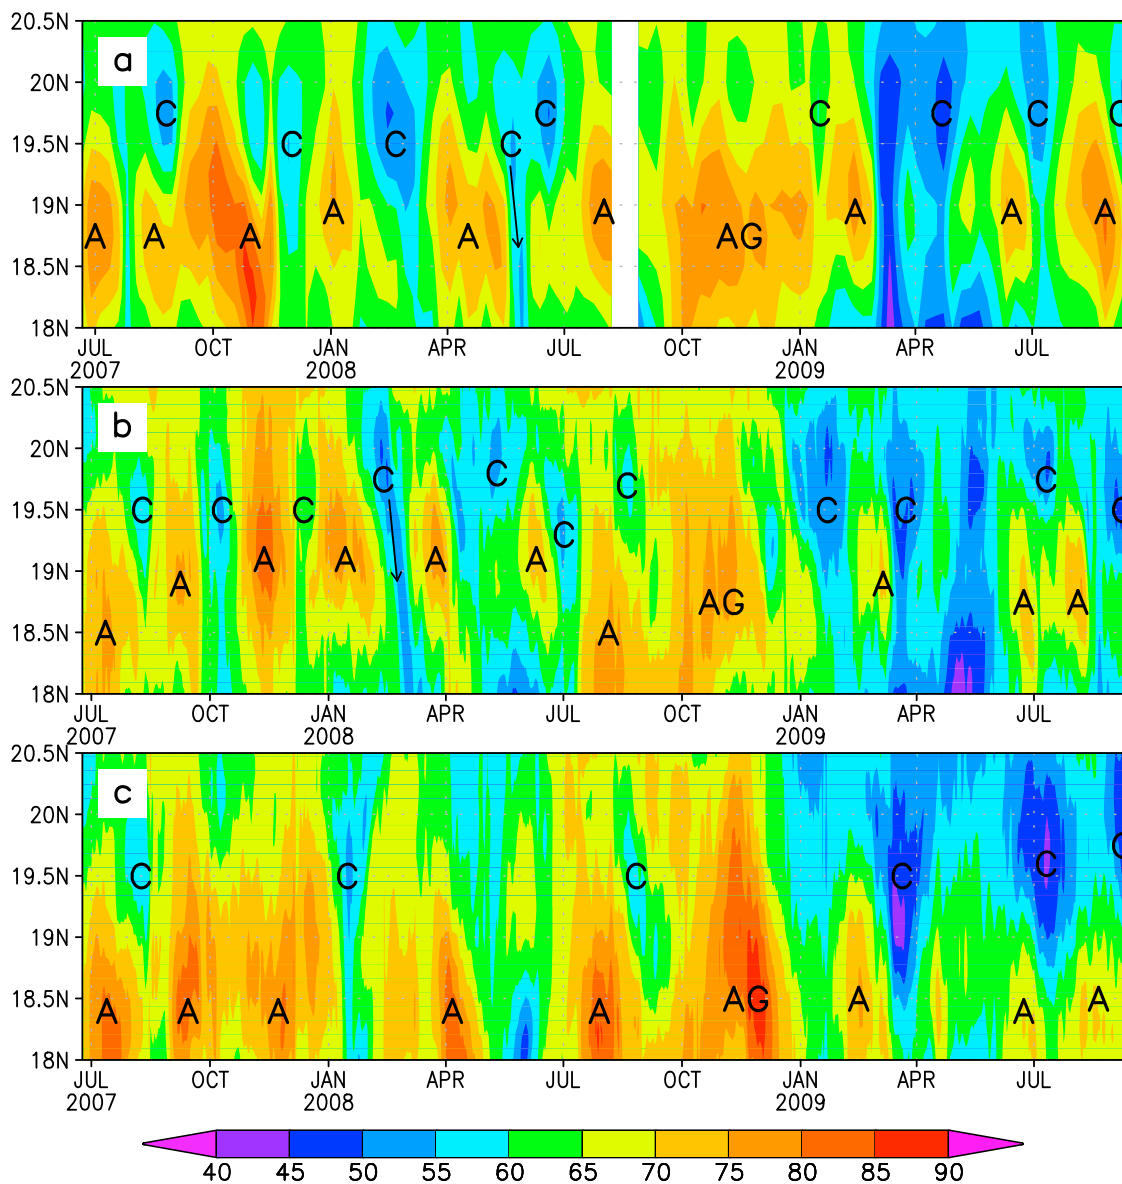 20.5N
a
20N
C C C C C C C C C
19.5N
C C C
19N
A A A A A
18.5N
A A A A A G
18N
JUL OCT JAN APR JUL OCT JAN APR JUL
2007 2008 2009
20.5N
b
20N
C C C C C
19.5N
C C C C C C C
19N
A A A A A A
18.5N
A A A G A A
18N
JUL OCT JAN APR JUL OCT JAN APR JUL
2007 2008 2009
20.5N
c
20N
C
19.5N
C C C C C
19N
18.5N
A A A A A A G A A A
18N
JUL OCT JAN APR JUL OCT JAN APR JUL
2007 2008 2009
40 45 50 55 60 65 70 75 80 85 90